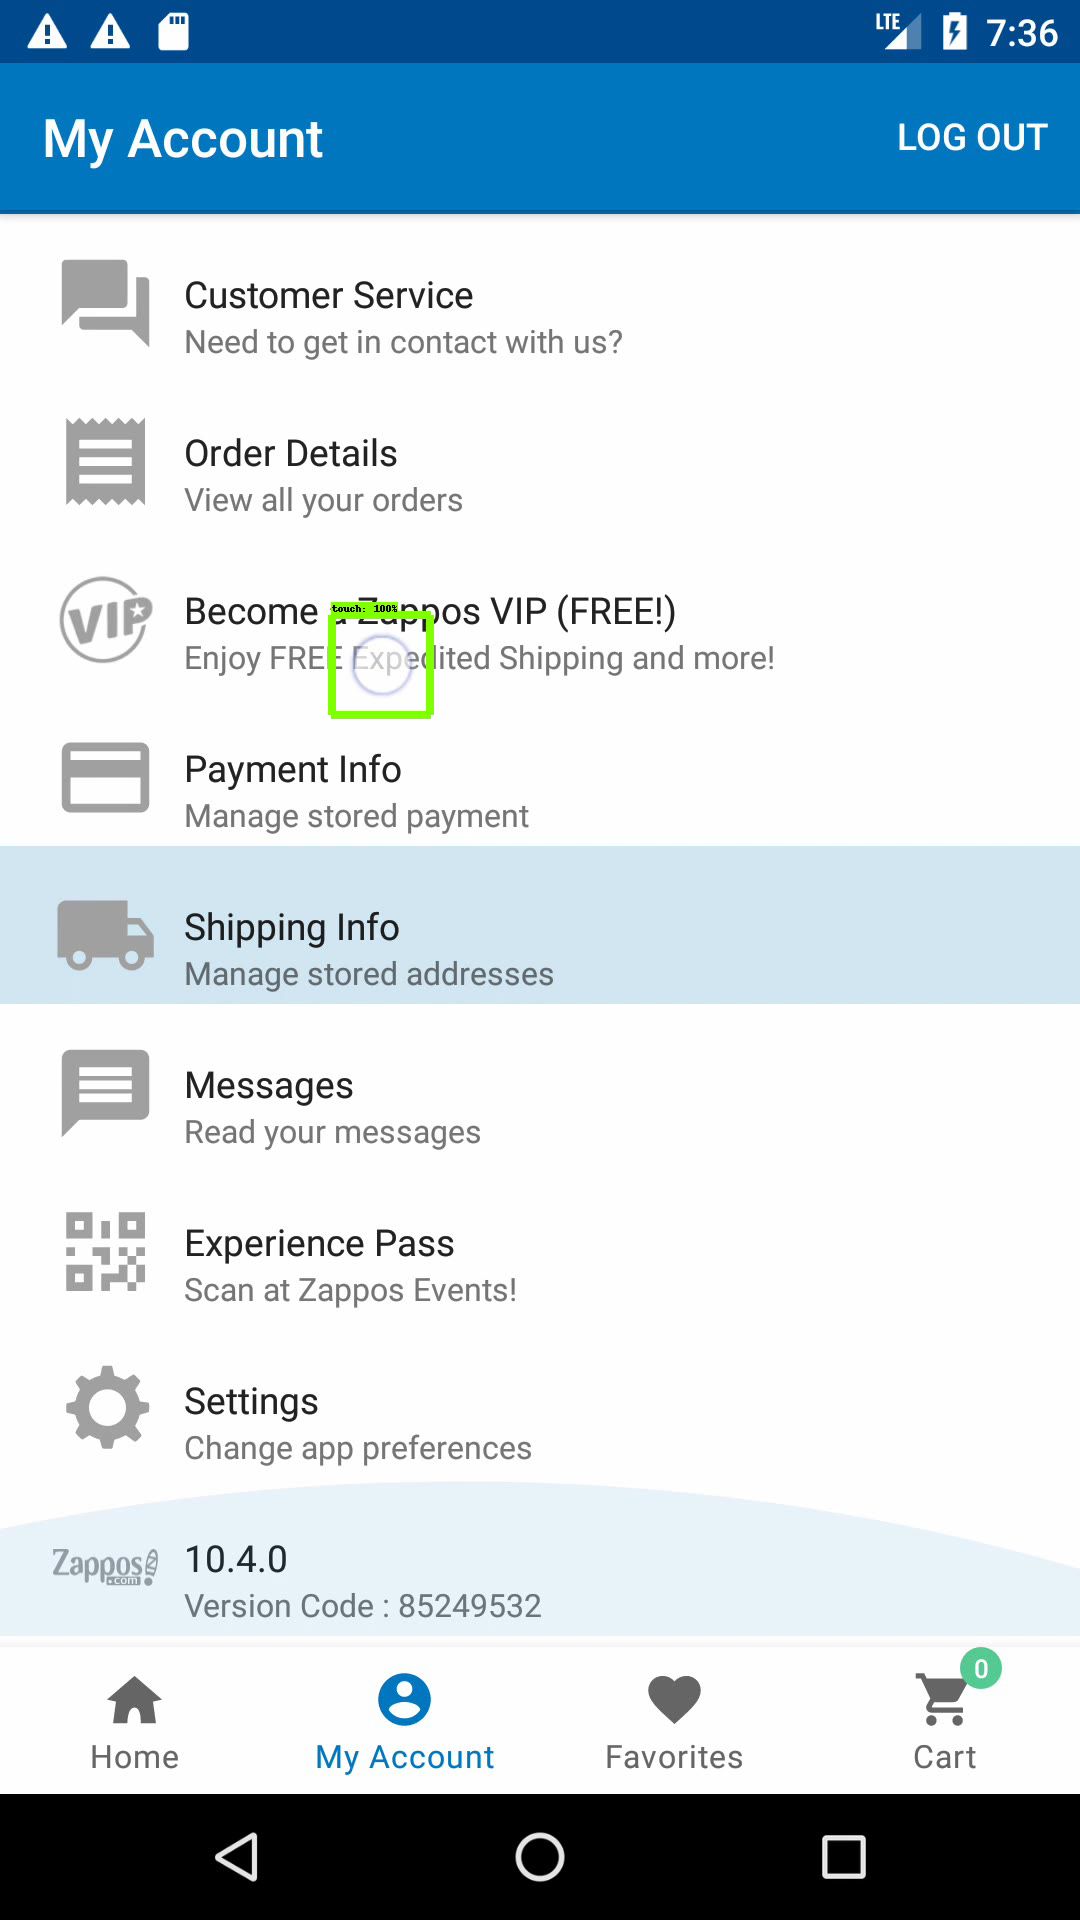 LTE 7:36
My Account LOG OUT
Customer Service
Need to get in contact with us?
Order Details
View all your orders
VIP
Become a Zappos VIP (FREE!)
touch: 100%
Enjoy FREE Expedited Shipping and more!
Payment Info
Manage stored payment
Shipping Info
Manage stored addresses
Messages
Read your messages
Experience Pass
Scan at Zappos Events!
Settings
Change app preferences
Zappos
.com
10.4.0
Version Code : 85249532
0
Home My Account Favorites Cart